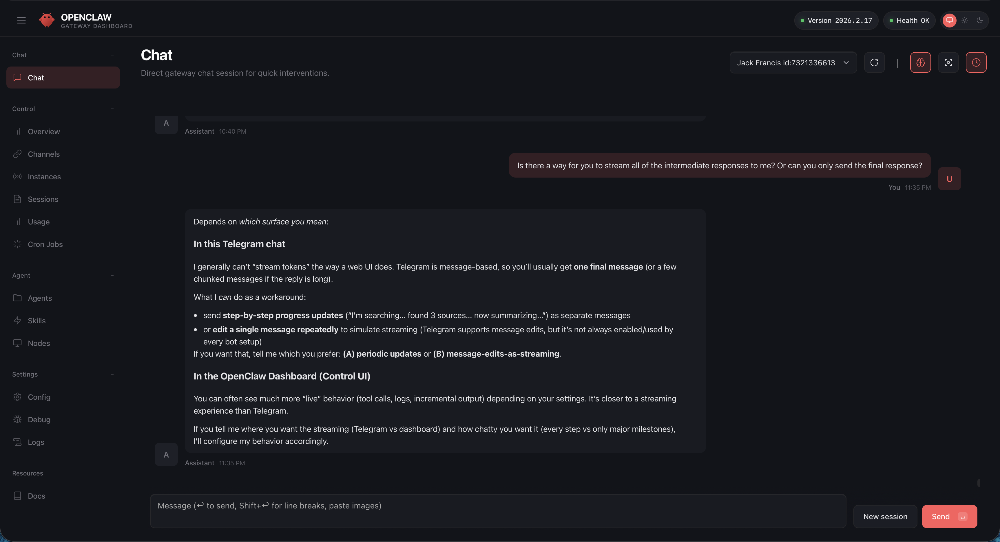 OPENCLAW
GATEWAY DASHBOARD
Version 2026.2.17
Health OK
Chat
Chat
Control
Overview
Channels
Instances
Sessions
Usage
Cron Jobs
Agent
Agents
Skills
Nodes
Settings
Config
Debug
Logs
Resources
Docs
Chat
Direct gateway chat session for quick interventions.
Jack Francis id:7321336613
A
Assistant 10:40 PM
Is there a way for you to stream all of the intermediate responses to me? Or can you only send the final response?
U
You 11:35 PM
Depends on which surface you mean:
In this Telegram chat
I generally can’t “stream tokens” the way a web UI does. Telegram is message-based, so you’ll usually get one final message (or a few
chunked messages if the reply is long).
What I can do as a workaround:
• send step-by-step progress updates (“I’m searching… found 3 sources… now summarizing…”) as separate messages
• or edit a single message repeatedly to simulate streaming (Telegram supports message edits, but it’s not always enabled/used by
every bot setup)
If you want that, tell me which you prefer: (A) periodic updates or (B) message-edits-as-streaming.
In the OpenClaw Dashboard (Control UI)
You can often see much more “live” behavior (tool calls, logs, incremental output) depending on your settings. It’s closer to a streaming
experience than Telegram.
If you tell me where you want the streaming (Telegram vs dashboard) and how chatty you want it (every step vs only major milestones),
I’ll configure my behavior accordingly.
A
Assistant 11:35 PM
Message (↩ to send, Shift+↩ for line breaks, paste images)
New session
Send ↵